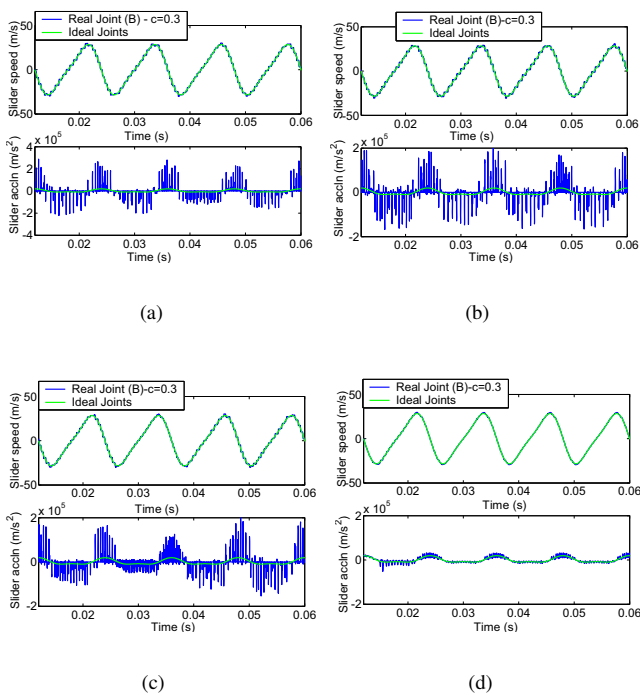 Real Joint (B) - c=0.3
Ideal Joints
Slider speed (m/s)
50
0
-50
0.02 0.03 0.04 0.05 0.06
Time (s)
x 10^5
Slider accln (m/s^2)
4
2
0
-2
-4
0.02 0.03 0.04 0.05 0.06
Time (s)
(a)
Real Joint (B)-c=0.3
Ideal Joints
Slider speed (m/s)
50
0
-50
0.02 0.03 0.04 0.05 0.06
Time (s)
x 10^5
Slider accln (m/s^2)
2
0
-2
0.02 0.03 0.04 0.05 0.06
Time (s)
(b)
Real Joint (B)-c=0.3
Ideal Joints
Slider speed (m/s)
50
0
-50
0.02 0.03 0.04 0.05 0.06
Time (s)
x 10^5
Slider accln (m/s^2)
2
0
-2
0.02 0.03 0.04 0.05 0.06
Time (s)
(c)
Real Joint (B)-c=0.3
Ideal Joints
Slider speed (m/s)
50
0
-50
0.02 0.03 0.04 0.05 0.06
Time (s)
x 10^5
Slider accln (m/s^2)
2
0
-2
0.02 0.03 0.04 0.05 0.06
Time (s)
(d)